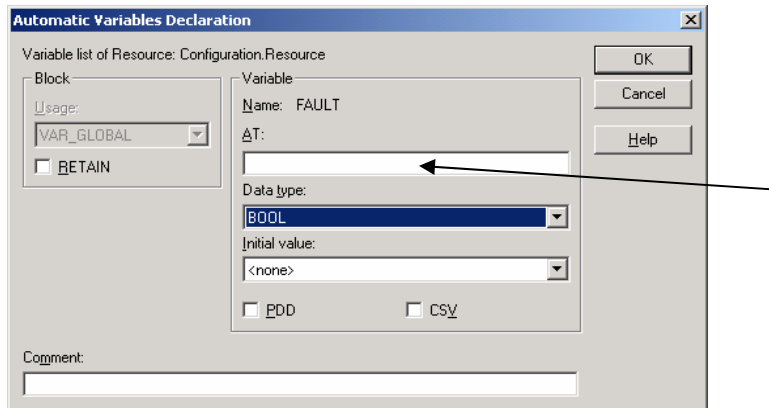 Automatic Variables Declaration
Variable list of Resource: Configuration.Resource
OK
Cancel
Help
Block
Usage:
VAR_GLOBAL
RETAIN
Variable
Name: FAULT
AT:
Data type:
BOOL
Initial value:
<none>
PDD
CSV
Comment: